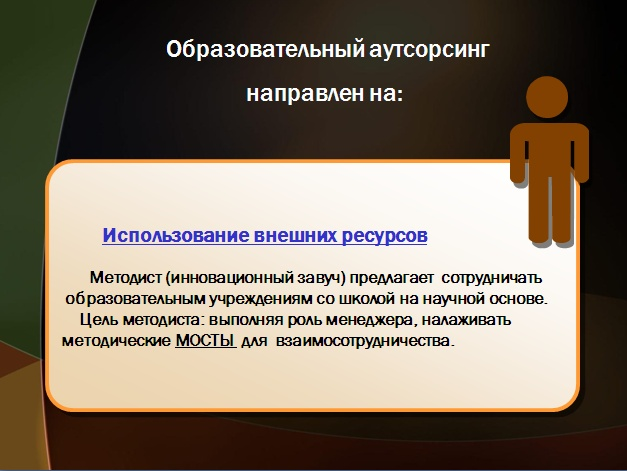 Образовательный аутсорсинг
направлен на:
Использование внешних ресурсов
Методист (инновационный завуч) предлагает сотрудничать
образовательным учреждениям со школой на научной основе.
Цель методиста: выполняя роль менеджера, налаживать
методические МОСТЫ для взаимосотрудничества.